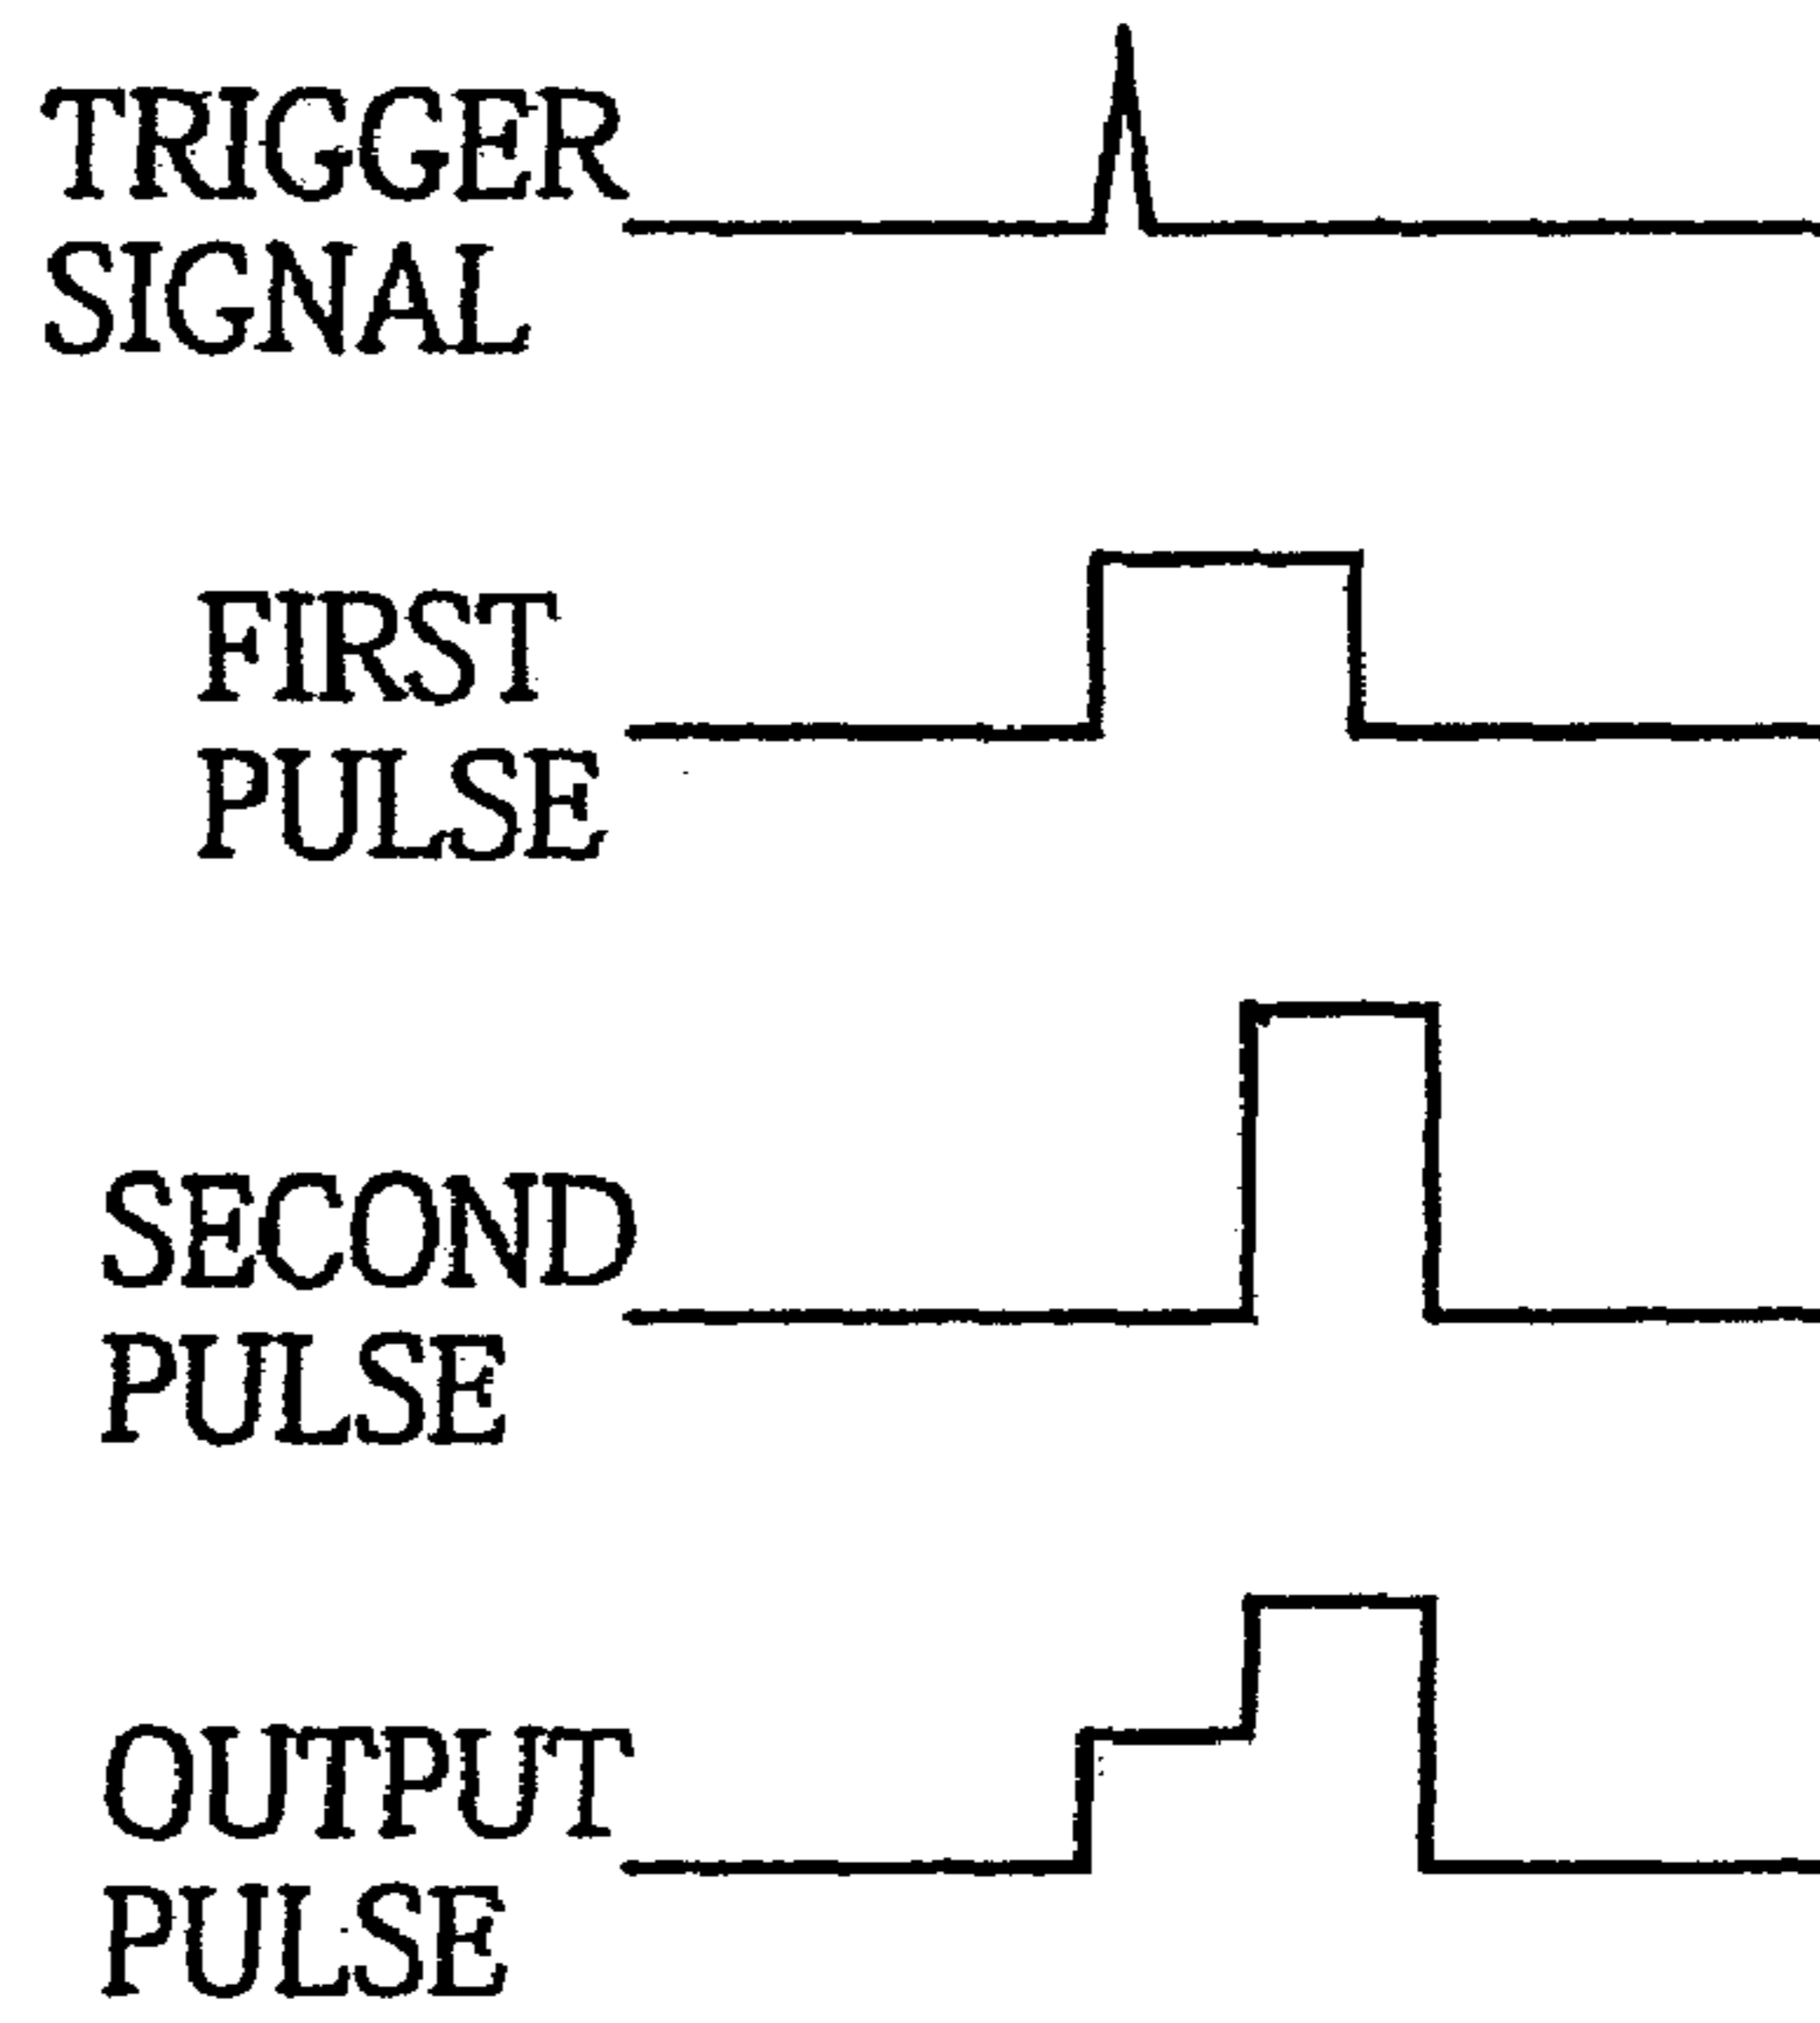 TRIGGER
SIGNAL
FIRST
PULSE
SECOND
PULSE
OUTPUT
PULSE